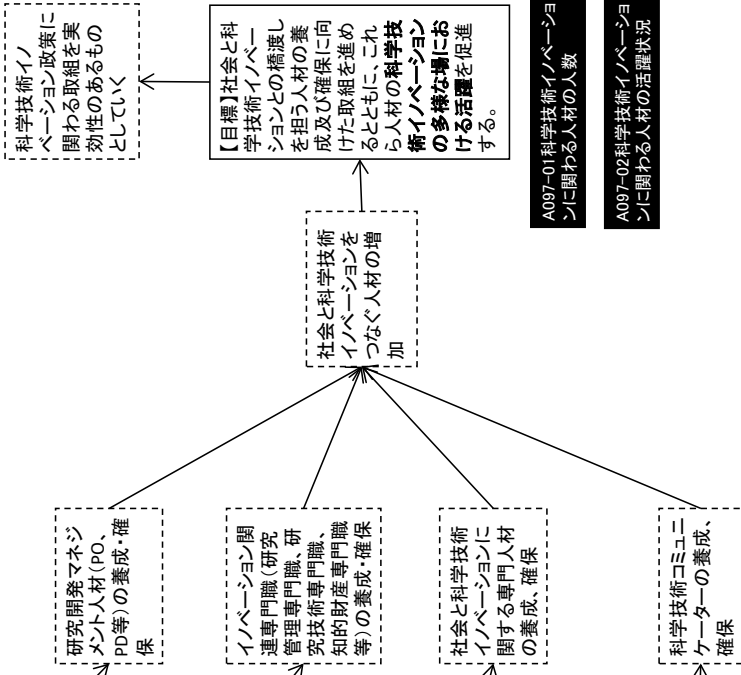 科学技術イノ
ベーション政策に
関わる取組を実
効性のあるもの
としていく
【目標】社会と科
学技術イノベー
ションとの橋渡し
を担う人材の養
成及び確保に向
けた取組を進め
るとともに、これ
ら人材の科学技
術イノベーション
の多様な場にお
ける活躍を促進
する。
A097-01科学技術イノベーショ
ンに関わる人材の人数
A097-02科学技術イノベーショ
ンに関わる人材の活躍状況
社会と科学技術
イノベーションを
つなぐ人材の増
加
研究開発マネジ
メント人材(PO、
PD等)の養成・確
保
イノベーション関
連専門職(研究
管理専門職、研
究技術専門職、
知的財産専門職
等)の養成・確保
社会と科学技術
イノベーションに
関する専門人材
の養成、確保
科学技術コミュニ
ケーターの養成、
確保